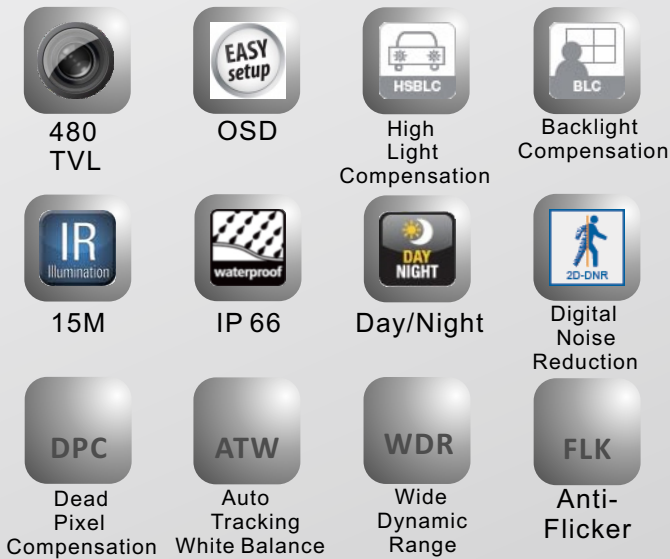 EASY
setup
HSBLC
BLC
480
TVL
OSD
High
Light
Compensation
Backlight
Compensation
IR
Illumination
waterproof
DAY
NIGHT
2D-DNR
15M
IP 66
Day/Night
Digital
Noise
Reduction
DPC
ATW
WDR
FLK
Dead
Pixel
Compensation
Auto
Tracking
White Balance
Wide
Dynamic
Range
Anti-
Flicker